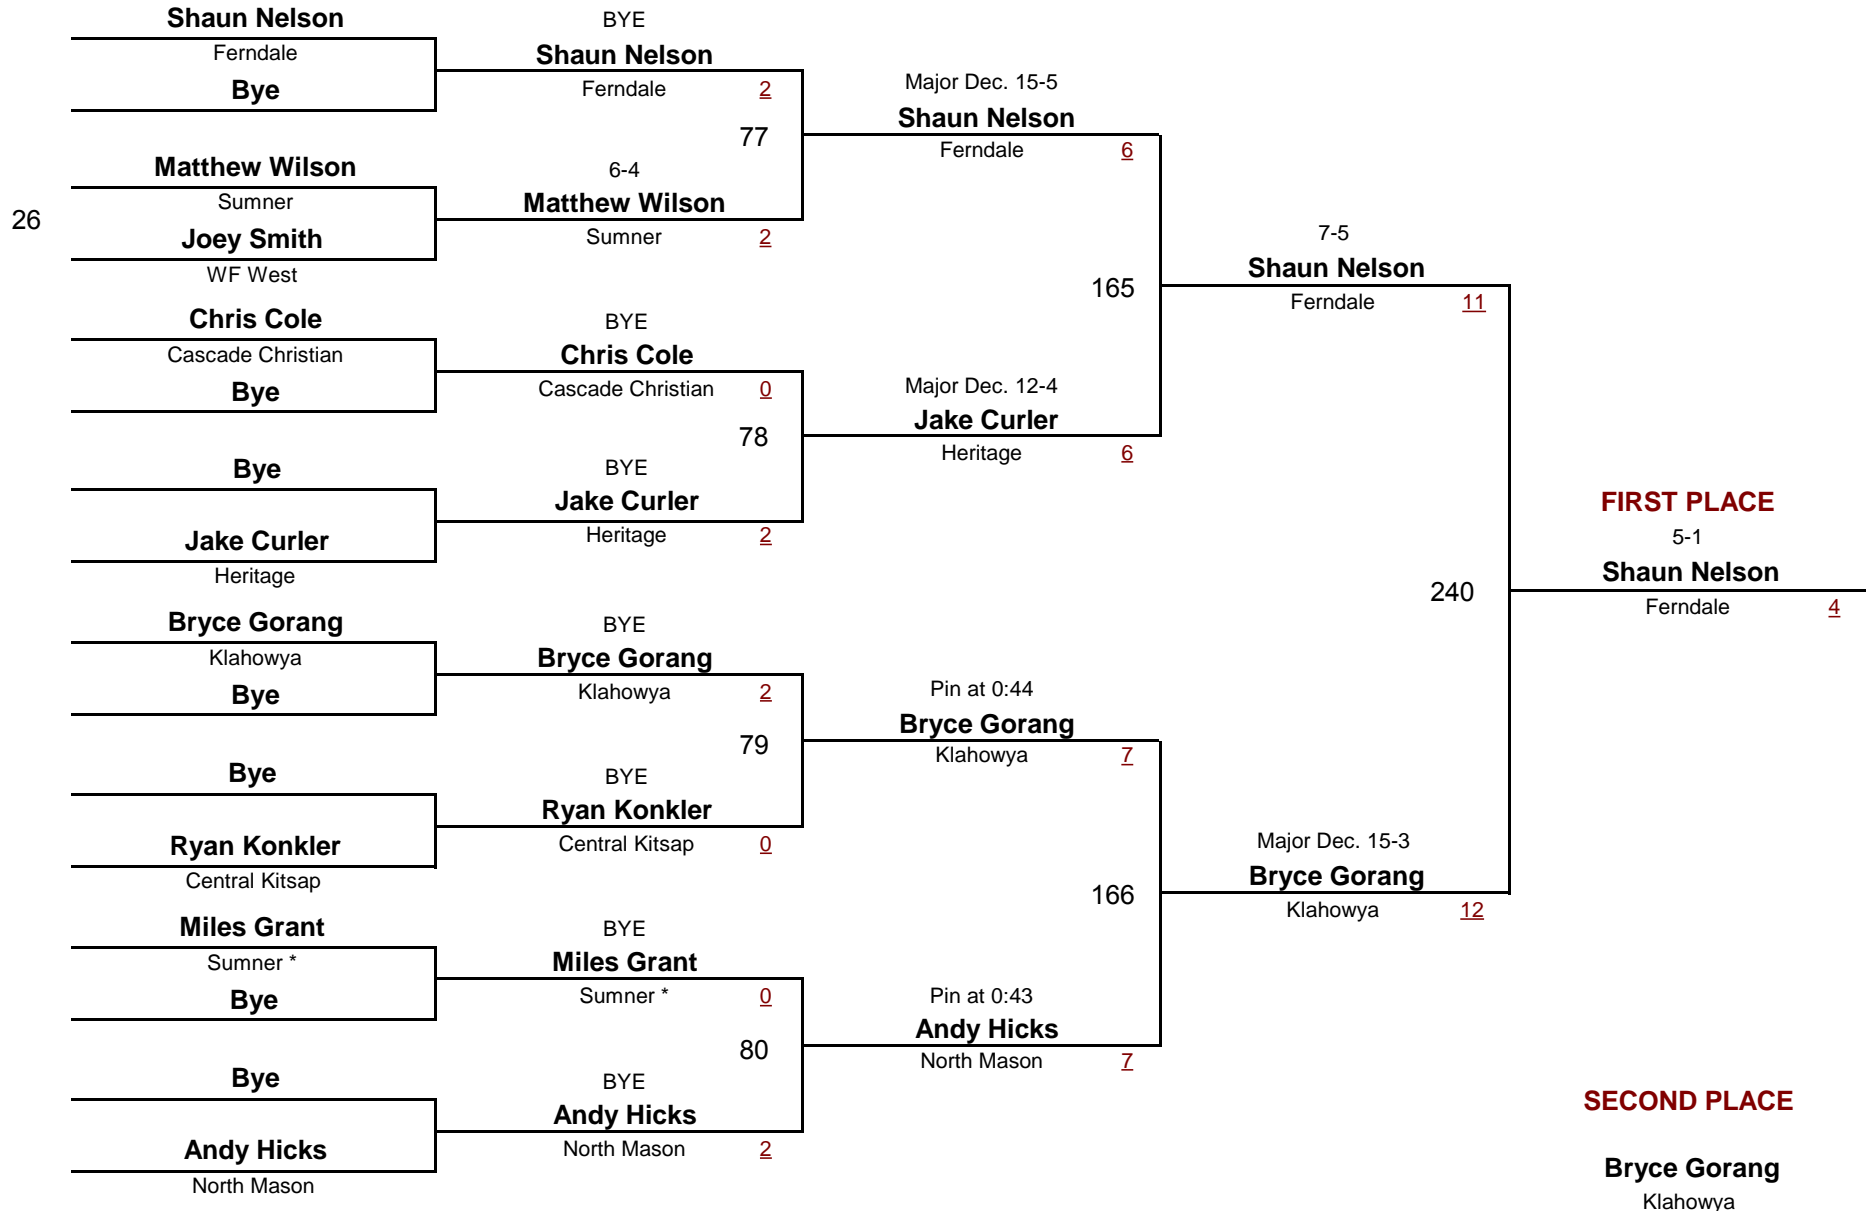 Shaun Nelson
Ferndale
Bye
Matthew Wilson
Sumner
26
Joey Smith
WF West
Chris Cole
Cascade Christian
Bye
Bye
Jake Curler
Heritage
Bryce Gorang
Klahowya
Bye
Bye
Ryan Konkler
Central Kitsap
Miles Grant
Sumner *
Bye
Bye
Andy Hicks
North Mason
BYE
Shaun Nelson
Ferndale 2
77
6-4
Matthew Wilson
Sumner 2
BYE
Chris Cole
Cascade Christian 0
78
BYE
Jake Curler
Heritage 2
BYE
Bryce Gorang
Klahowya 2
79
BYE
Ryan Konkler
Central Kitsap 0
BYE
Miles Grant
Sumner * 0
80
BYE
Andy Hicks
North Mason 2
Major Dec. 15-5
Shaun Nelson
Ferndale 6
165
Major Dec. 12-4
Jake Curler
Heritage 6
Pin at 0:44
Bryce Gorang
Klahowya 7
166
Pin at 0:43
Andy Hicks
North Mason 7
7-5
Shaun Nelson
Ferndale 11
240
Major Dec. 15-3
Bryce Gorang
Klahowya 12
FIRST PLACE
5-1
Shaun Nelson
Ferndale 4
SECOND PLACE
Bryce Gorang
Klahowya